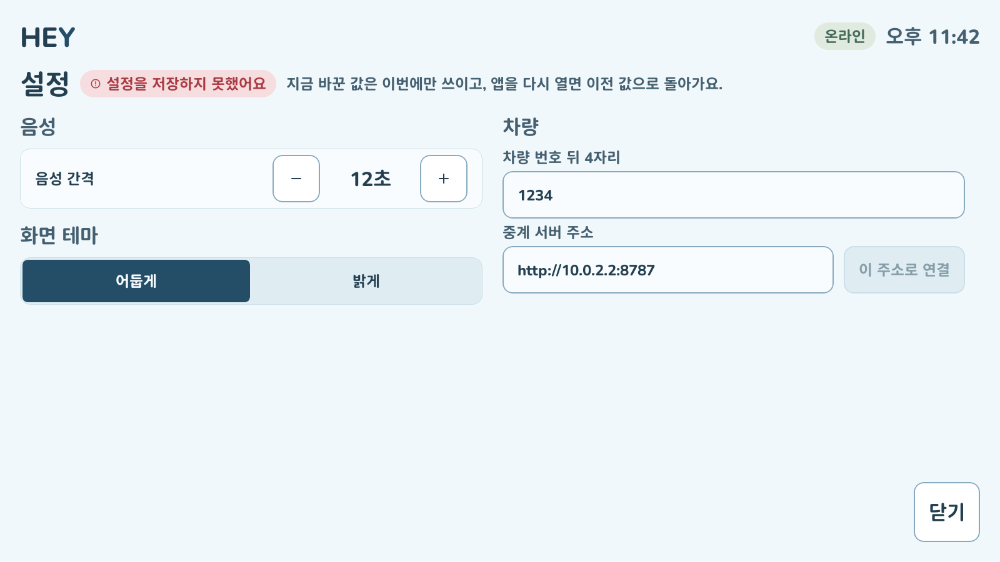 HEY
온라인 오후 11:42
설정 설정을 저장하지 못했어요 지금 바꾼 값은 이번에만 쓰이고, 앱을 다시 열면 이전 값으로 돌아가요.
음성
음성 간격 − 12초 +
화면 테마
어둡게 밝게
차량
차량 번호 뒤 4자리
1234
중계 서버 주소
http://10.0.2.2:8787 이 주소로 연결
닫기